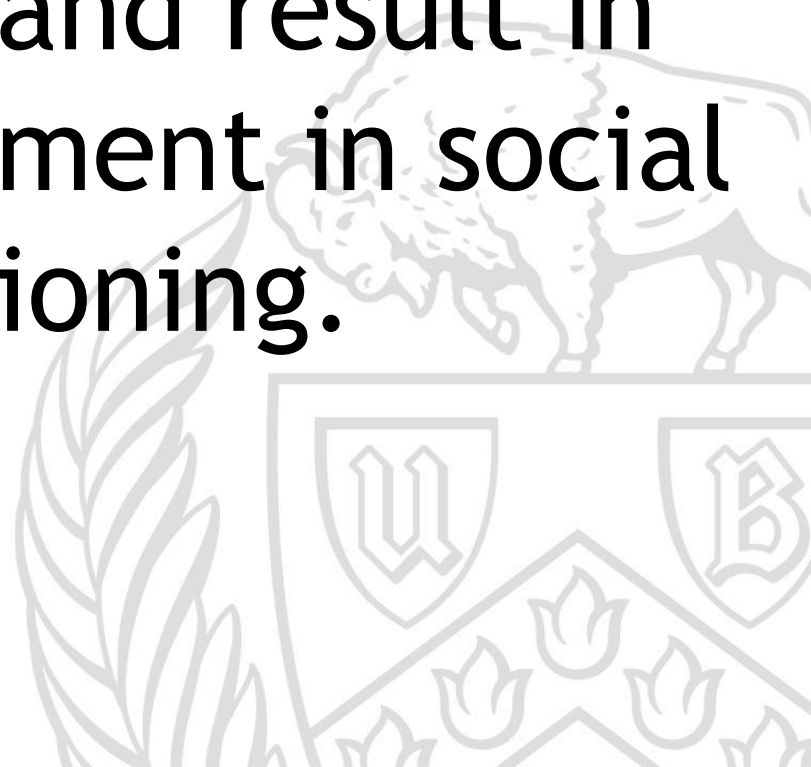 and result in
ment in social
ioning.
U B